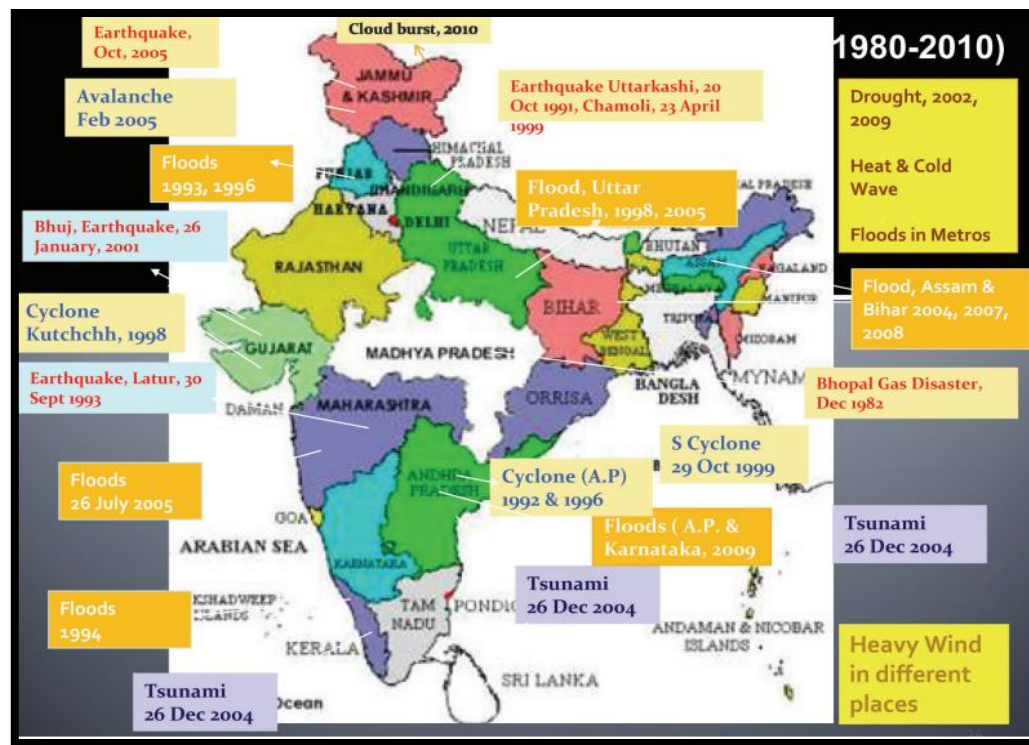 Earthquake,
Oct, 2005
Cloud burst, 2010
1980-2010)
JAMMU
& KASHMIR
Earthquake Uttarkashi, 20
Oct 1991, Chamoli, 23 April
1999
Avalanche
Feb 2005
Drought, 2002,
2009
Heat & Cold
Wave
Floods in Metros
HIMACHAL
PRADESH
Floods
1993, 1996
HARYANA
DELHI
Flood, Uttar
Pradesh, 1998, 2005
NEPAL
PRADESH
BHUTAN
UTTAR
PRADESH
Bhuj, Earthquake, 26
January, 2001
RAJASTHAN
NAGALAND
MANIPUR
Flood, Assam &
Bihar 2004, 2007,
2008
BIHAR
Cyclone
Kutchchh, 1998
GUJARAT
MADHYA PRADESH
WEST
BENGAL
MIZORAM
BANGLA
DESH
MYNAM
Earthquake, Latur, 30
Sept 1993
DAMAN
MAHARASHTRA
ORRISA
Bhopal Gas Disaster,
Dec 1982
S Cyclone
29 Oct 1999
Cyclone (A.P)
1992 & 1996
ANDHRA
PRADESH
Floods
26 July 2005
GOA
ARABIAN SEA
KARNATAKA
Floods ( A.P. &
Karnataka, 2009
Tsunami
26 Dec 2004
Tsunami
26 Dec 2004
Floods
1994
KSHADWEEP
TAM
NADU
PONDIC
KERALA
ANDAMAN & NICOBAR
ISLANDS
SRI LANKA
Heavy Wind
in different
places
Tsunami
26 Dec 2004
Ocean